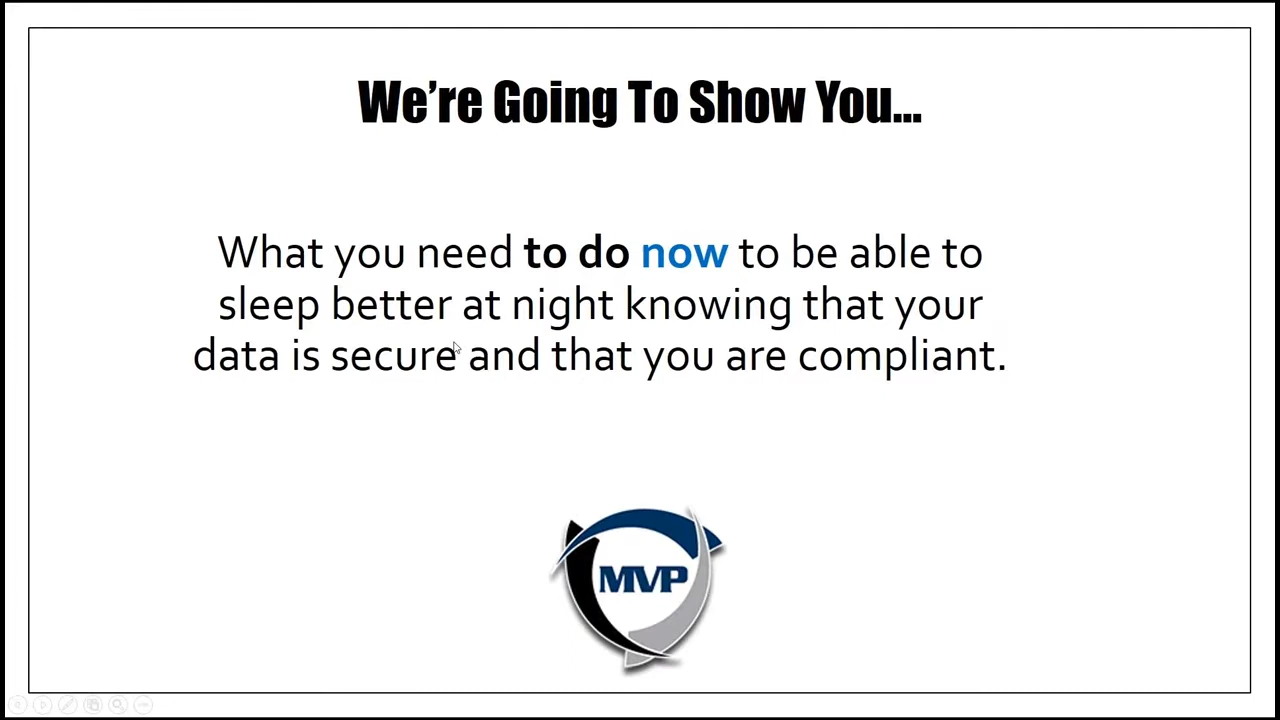 We’re Going To Show You...
What you need to do now to be able to
sleep better at night knowing that your
data is secure and that you are compliant.
MVP